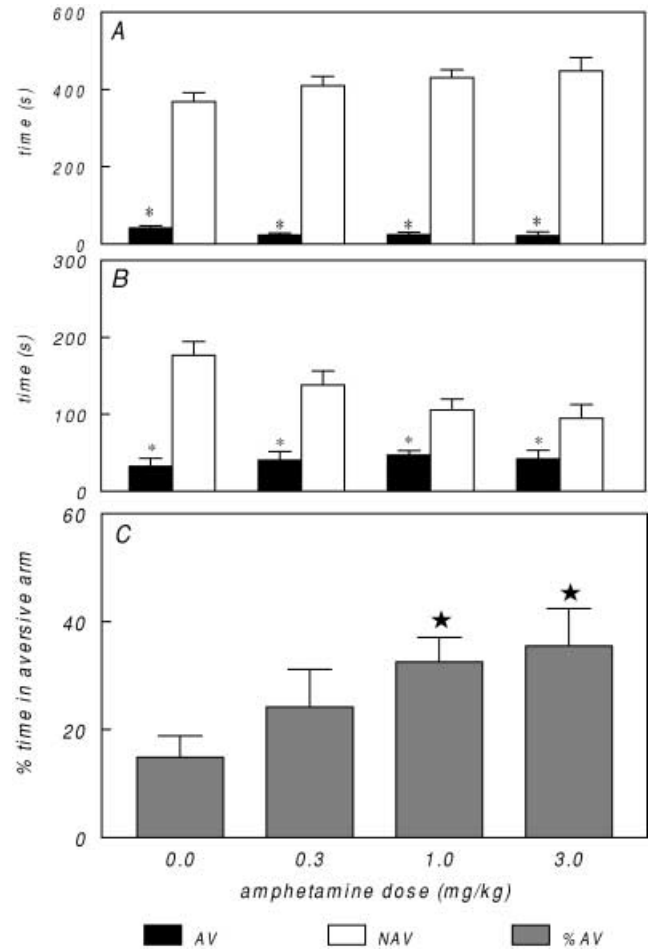 600
A
400
time (s)
200
* * * *
0
300
B
200
time (s)
100
* * * *
0
60
C
★ ★
40
% time in aversive arm
20
0
0.0 0.3 1.0 3.0
amphetamine dose (mg/kg)
AV NAV %AV